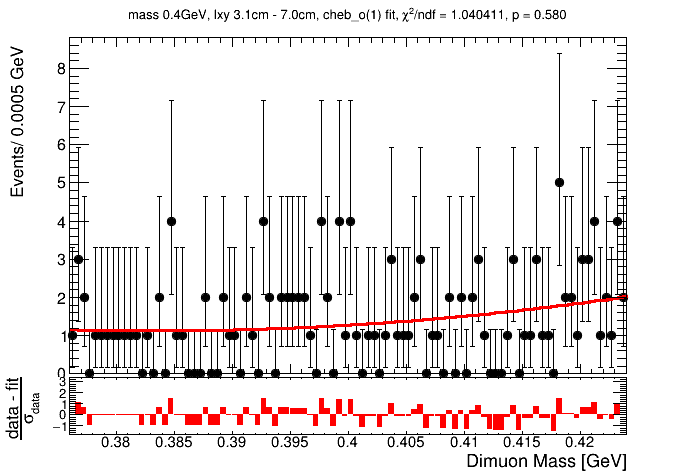 mass 0.4GeV, lxy 3.1cm - 7.0cm, cheb_o(1) fit, χ²/ndf = 1.040411, p = 0.580
Events/ 0.0005 GeV
8
7
6
5
4
3
2
1
0
data - fit
σdata
3
2
1
0
−1
0.38 0.385 0.39 0.395 0.4 0.405 0.41 0.415 0.42
Dimuon Mass [GeV]